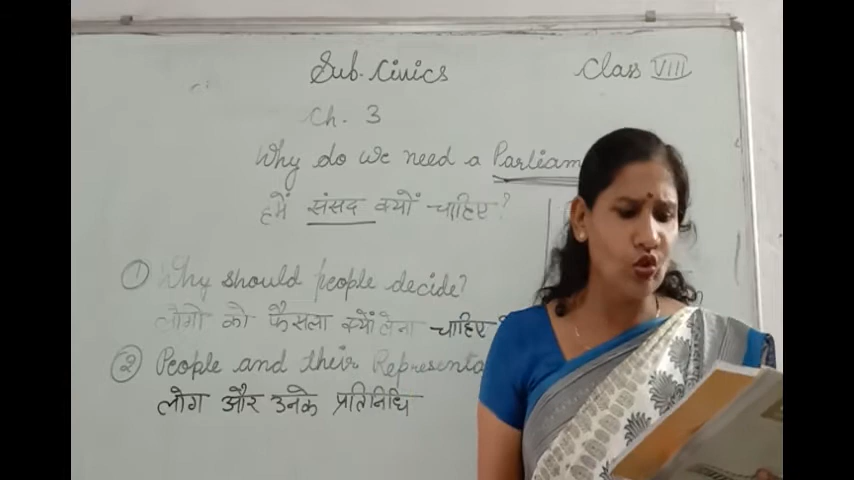 Sub. Civics
Class VIII
Ch. 3
Why do we need a Parliam
हमें संसद क्यों चाहिए?
① Why should people decide?
लोगो को फैसला क्यों लेना चाहिए
② People and their Representa
लोग और उनके प्रतिनिधि